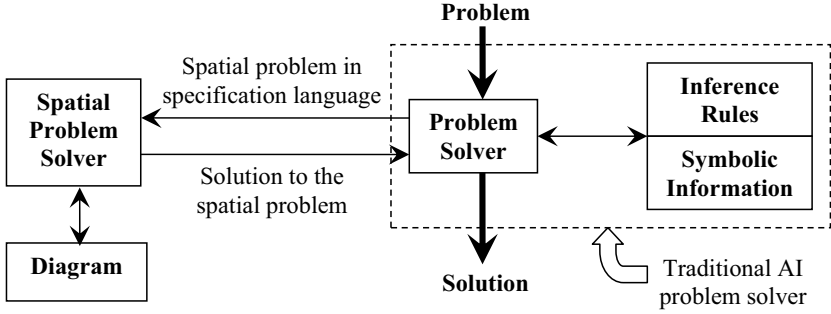 Problem
Spatial problem in
specification language
Spatial
Problem
Solver
Problem
Solver
Inference
Rules
Symbolic
Information
Solution to the
spatial problem
Diagram
Solution
Traditional AI
problem solver